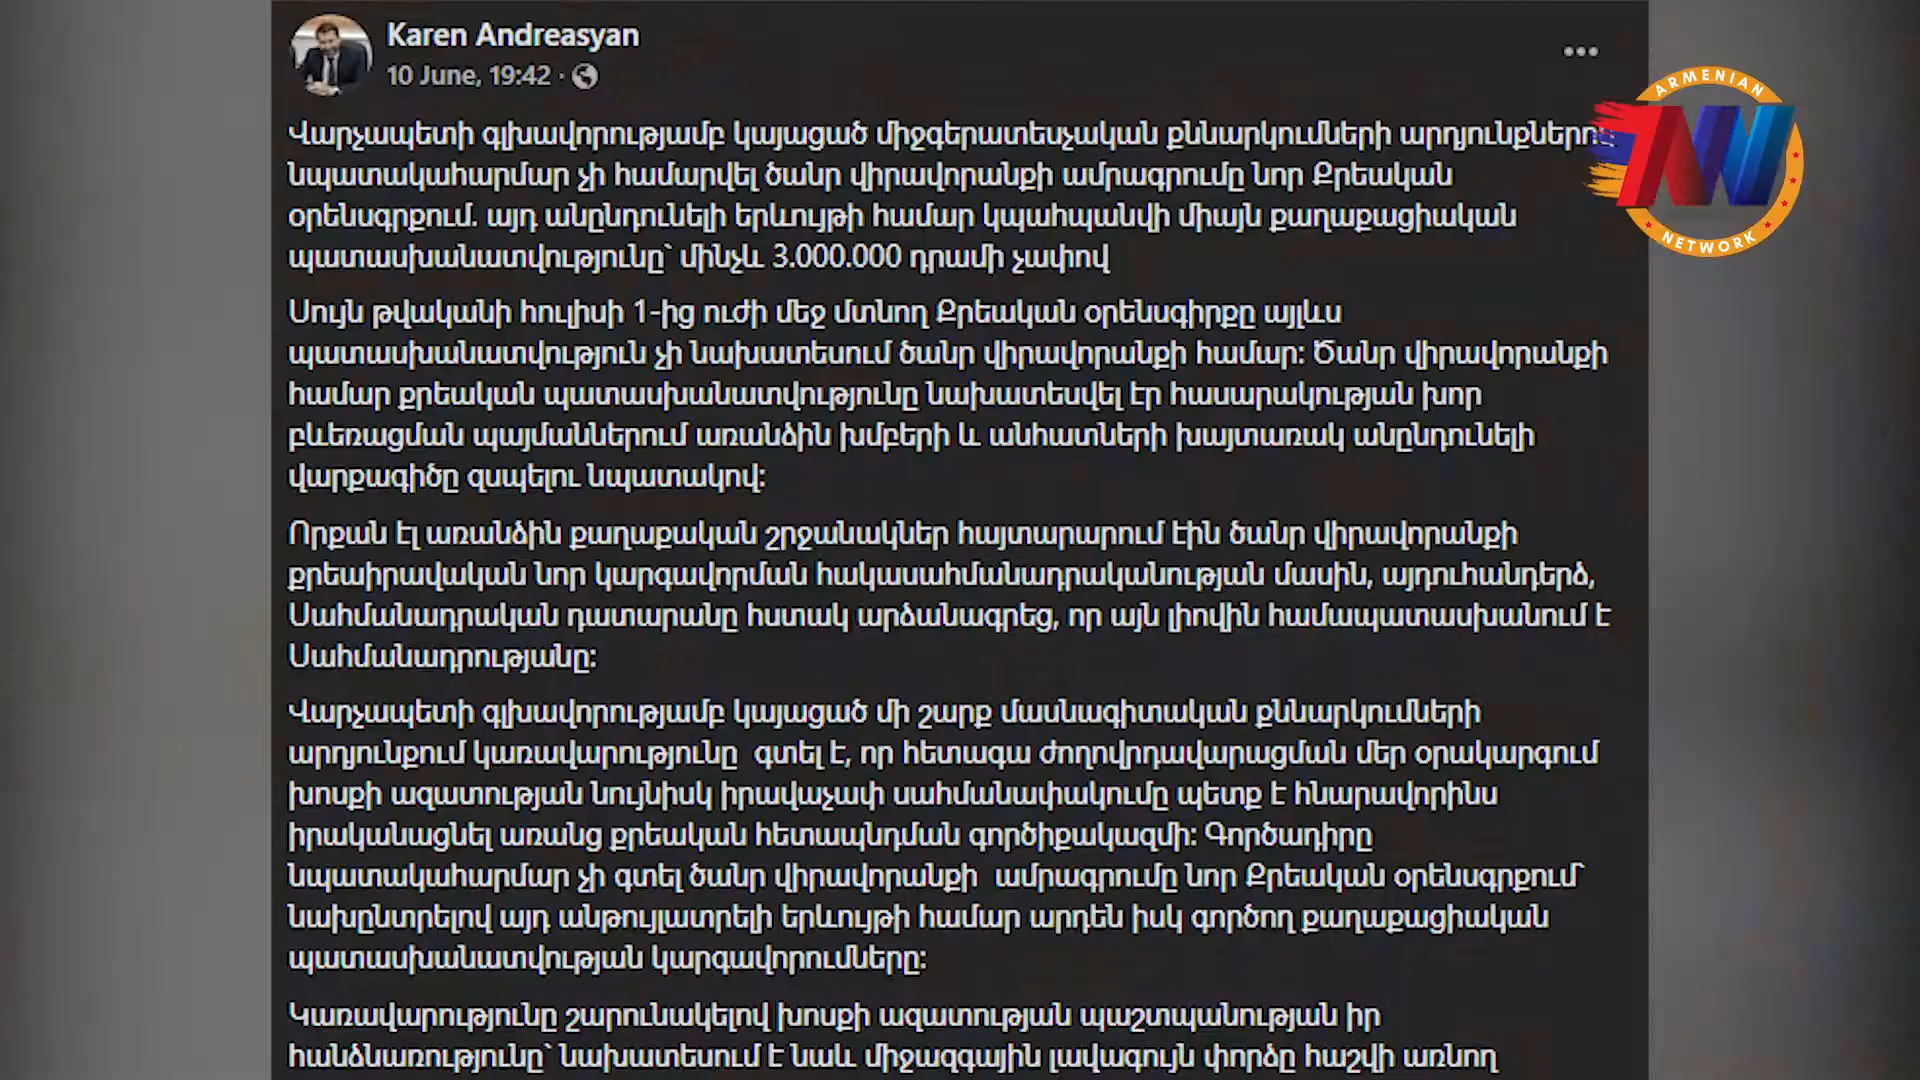 Karen Andreasyan
10 June, 19:42 ·
ARMENIAN
NETWORK
Վարչապետի գլխավորությամբ կայացած միջգերատեսչական քննարկումների
նպատակահարմար չի համարվել ծանր վիրավորանքի ամրագրումը նոր Քրեական
օրենսգրքում. այդ անընդունելի երևույթի համար կպահպանվի միայն քաղաքացիական
պատասխանատվությունը` մինչև 3.000.000 դրամի չափով
Սույն թվականի հուլիսի 1-ից ուժի մեջ մտնող Քրեական օրենսգիրքը այլևս
պատասխանատվություն չի նախատեսում ծանր վիրավորանքի համար: Ծանր վիրավորանքի
համար քրեական պատասխանատվությունը նախատեսվել էր հասարակության խոր
բևեռացման պայմաններում առանձին խմբերի և անհատների խայտառակ անընդունելի
վարքագիծը զսպելու նպատակով:
Որքան էլ առանձին քաղաքական շրջանակներ հայտարարում էին ծանր վիրավորանքի
քրեաիրավական նոր կարգավորման հակասահմանադրականության մասին, այդուհանդերձ,
Սահմանադրական դատարանը հստակ արձանագրեց, որ այն լիովին համապատասխանում է
Սահմանադրությանը:
Վարչապետի գլխավորությամբ կայացած մի շարք մասնագիտական քննարկումների
արդյունքում կառավարությունը գտել է, որ հետագա ժողովրդավարացման մեր օրակարգում
խոսքի ազատության նույնիսկ իրավաչափ սահմանափակումը պետք է հնարավորինս
իրականացնել առանց քրեական հետապնդման գործիքակազմի: Գործադիրը
նպատակահարմար չի գտել ծանր վիրավորանքի ամրագրումը նոր Քրեական օրենսգրքում`
նախընտրելով այդ անթույլատրելի երևույթի համար արդեն իսկ գործող քաղաքացիական
պատասխանատվության կարգավորումները:
Կառավարությունը շարունակելով խոսքի ազատության պաշտպանության իր
հանձնառությունը` նախատեսում է նաև միջազգային լավագույն փորձը հաշվի առնող